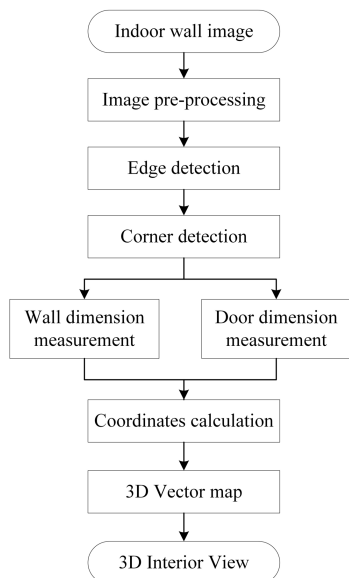 Indoor wall image
Image pre-processing
Edge detection
Corner detection
Wall dimension
measurement
Door dimension
measurement
Coordinates calculation
3D Vector map
3D Interior View